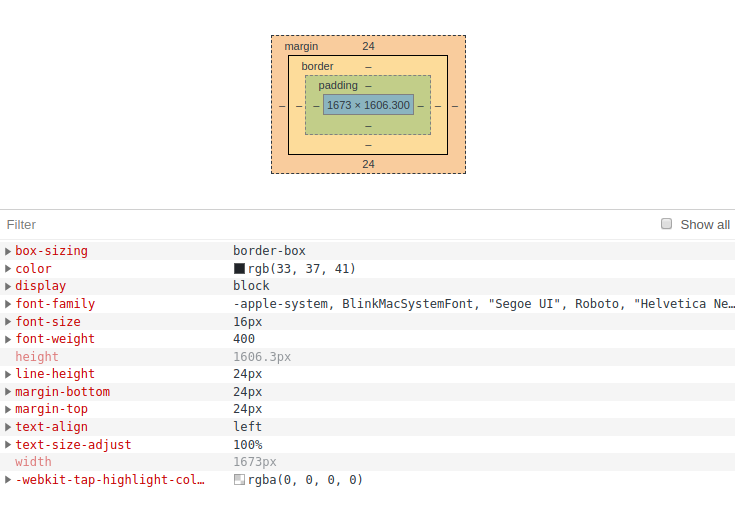 margin 24
border –
padding –
– – – 1673 × 1606.300 – – –
–
–
24
Filter Show all
box-sizing border-box
color rgb(33, 37, 41)
display block
font-family -apple-system, BlinkMacSystemFont, "Segoe UI", Roboto, "Helvetica Ne…
font-size 16px
font-weight 400
height 1606.3px
line-height 24px
margin-bottom 24px
margin-top 24px
text-align left
text-size-adjust 100%
width 1673px
-webkit-tap-highlight-col… rgba(0, 0, 0, 0)